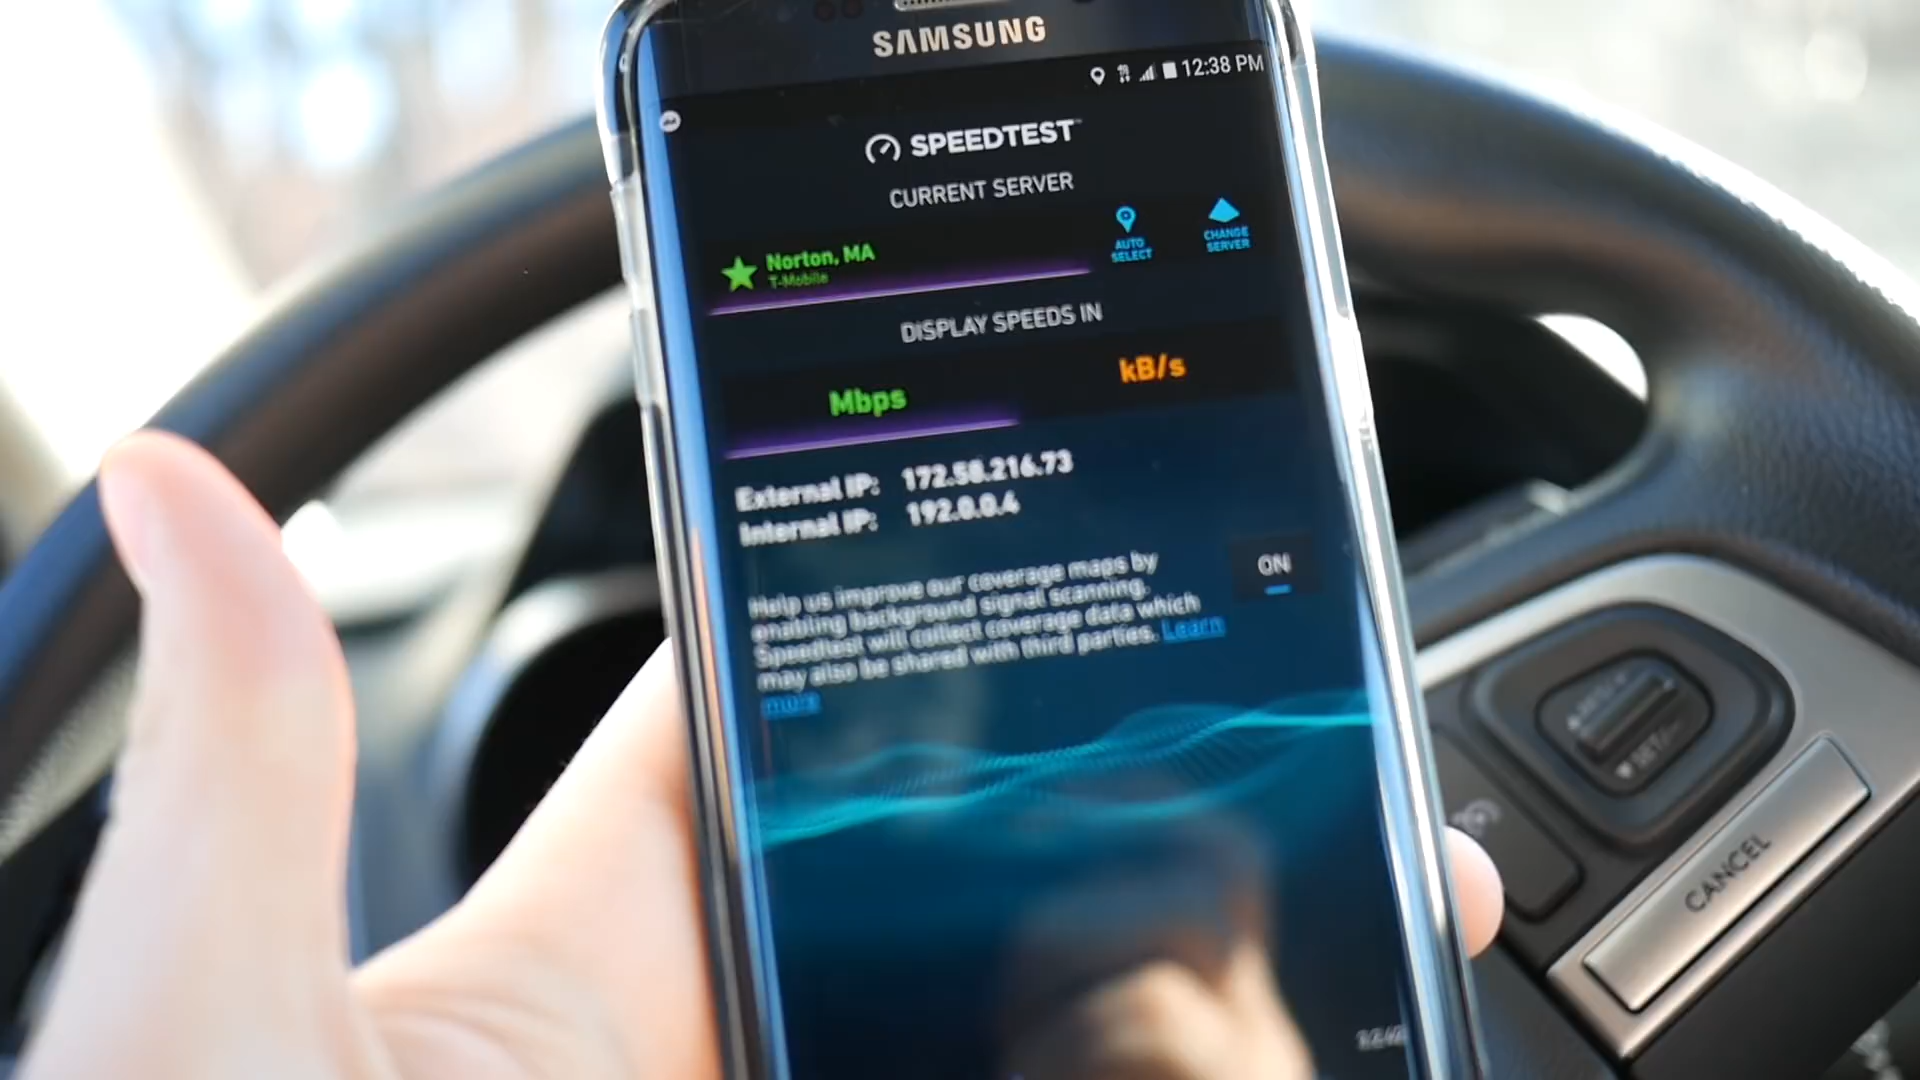 SAMSUNG
12:38 PM
SPEEDTEST
CURRENT SERVER
Norton, MA
T-Mobile
AUTO
SELECT
CHANGE
SERVER
DISPLAY SPEEDS IN
Mbps
kB/s
External IP: 172.58.216.73
Internal IP: 192.0.0.4
Help us improve our coverage maps by
enabling background signal scanning.
Speedtest will collect coverage data which
may also be shared with third parties. Learn
more
ON
CANCEL